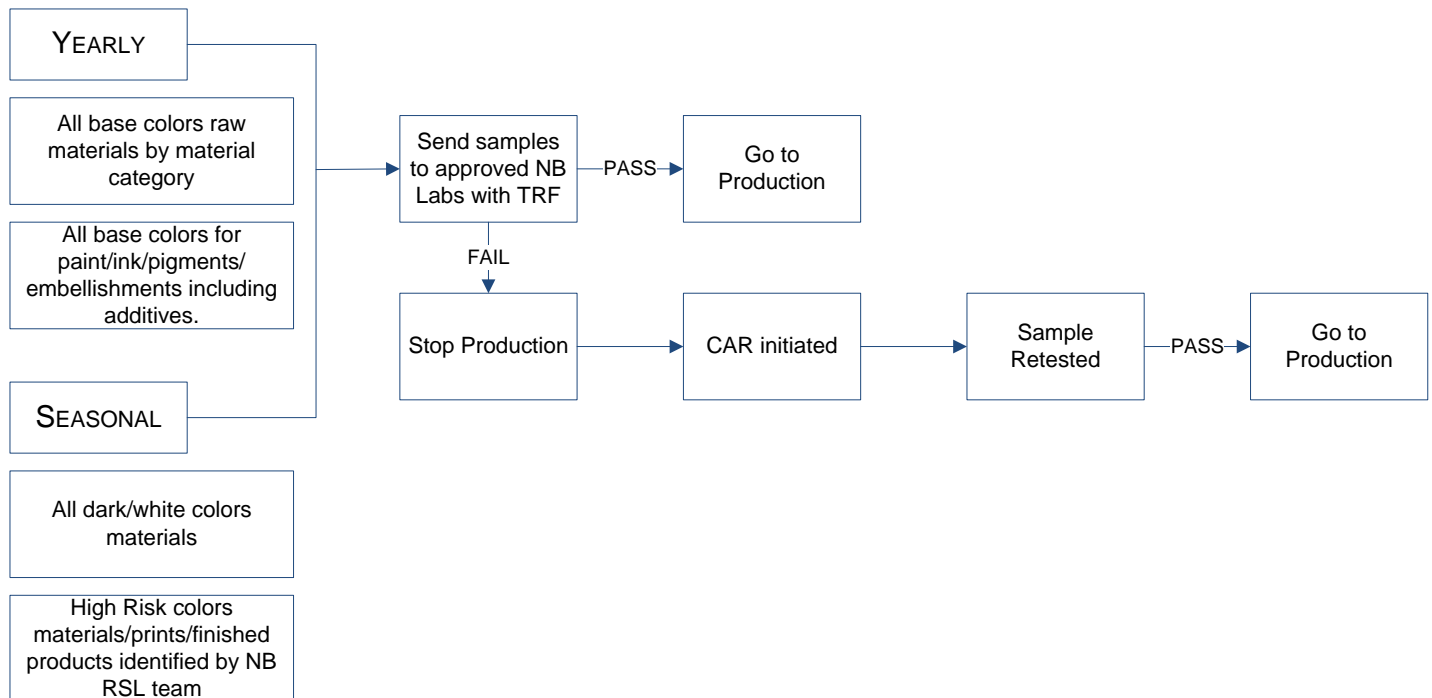 YEARLY
All base colors raw
materials by material
category
All base colors for
paint/ink/pigments/
embellishments including
additives.
SEASONAL
All dark/white colors
materials
High Risk colors
materials/prints/finished
products identified by NB
RSL team
Send samples
to approved NB
Labs with TRF
PASS
Go to
Production
FAIL
Stop Production
CAR initiated
Sample
Retested
PASS
Go to
Production